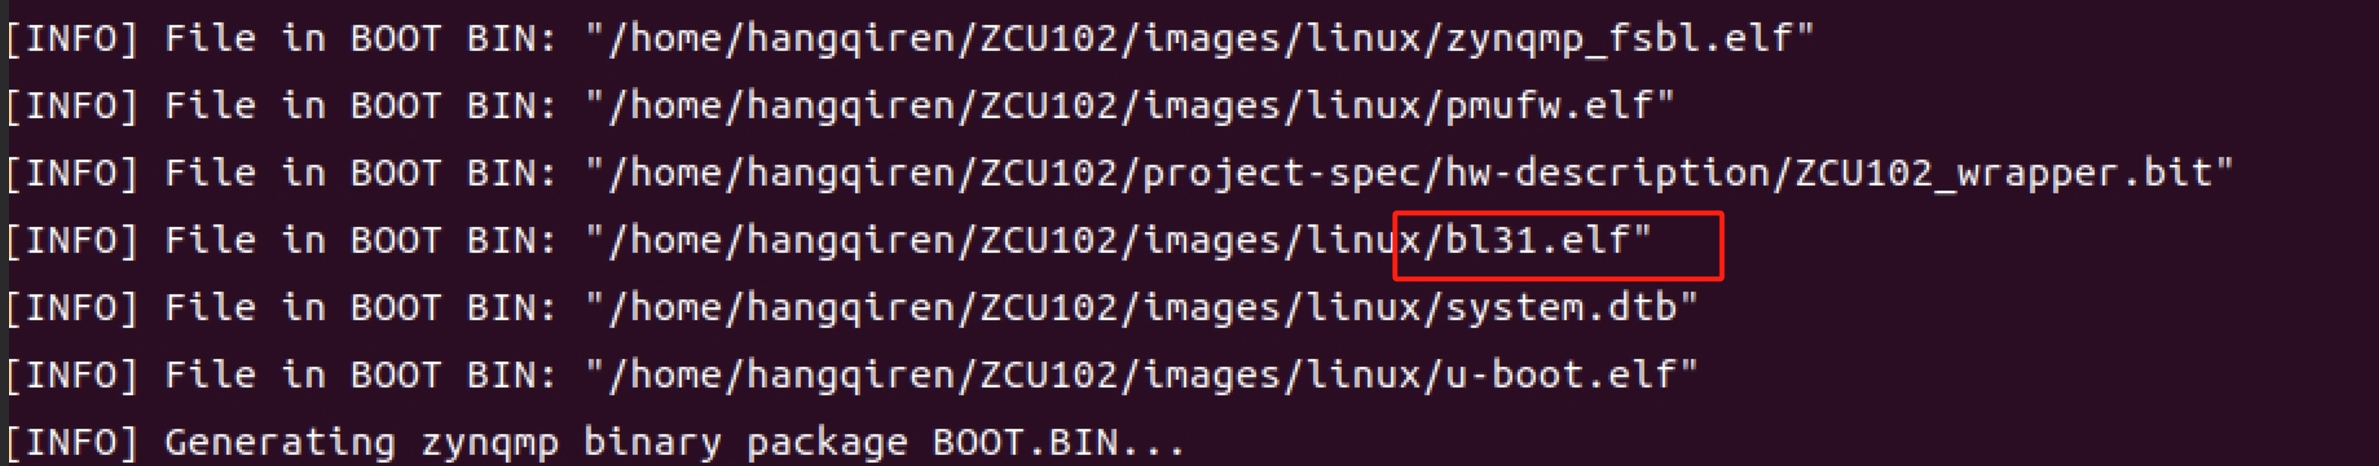 [INFO] File in BOOT BIN: "/home/hangqiren/ZCU102/images/linux/zynqmp_fsbl.elf"
[INFO] File in BOOT BIN: "/home/hangqiren/ZCU102/images/linux/pmufw.elf"
[INFO] File in BOOT BIN: "/home/hangqiren/ZCU102/project-spec/hw-description/ZCU102_wrapper.bit"
[INFO] File in BOOT BIN: "/home/hangqiren/ZCU102/images/linux/bl31.elf"
[INFO] File in BOOT BIN: "/home/hangqiren/ZCU102/images/linux/system.dtb"
[INFO] File in BOOT BIN: "/home/hangqiren/ZCU102/images/linux/u-boot.elf"
[INFO] Generating zynqmp binary package BOOT.BIN...